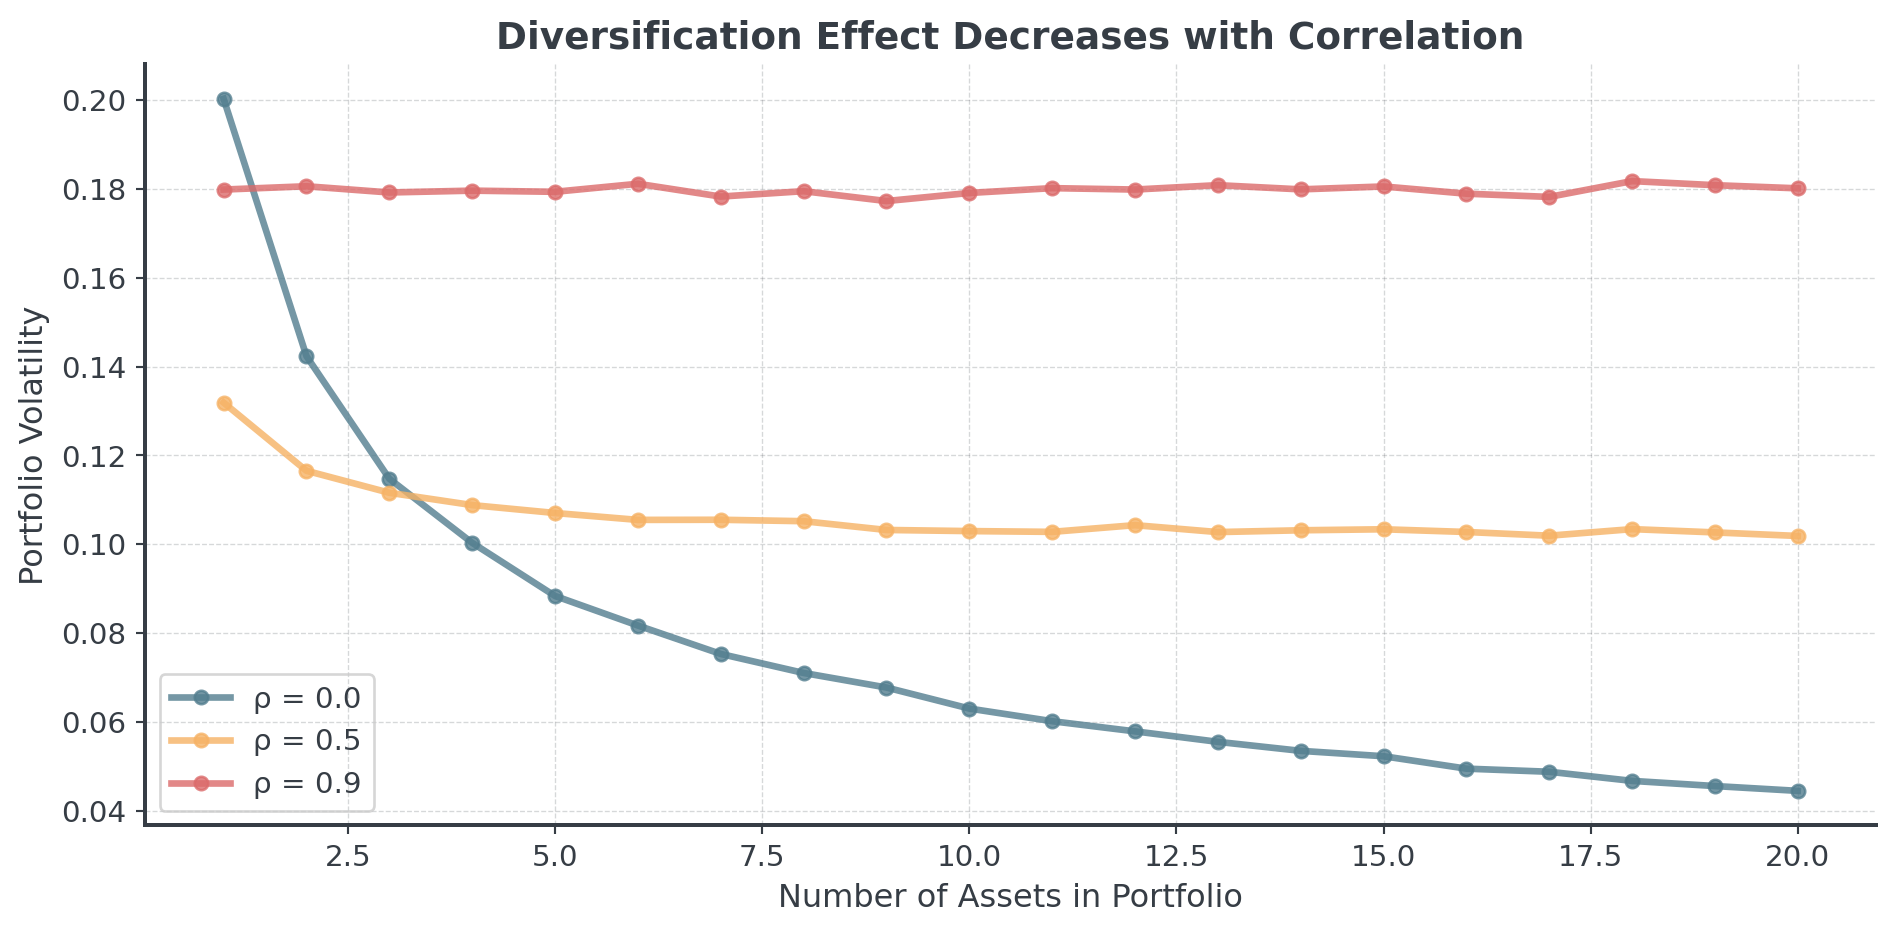 Diversification Effect Decreases with Correlation
Portfolio Volatility
0.20
0.18
0.16
0.14
0.12
0.10
0.08
0.06
0.04
ρ = 0.0
ρ = 0.5
ρ = 0.9
2.5 5.0 7.5 10.0 12.5 15.0 17.5 20.0
Number of Assets in Portfolio